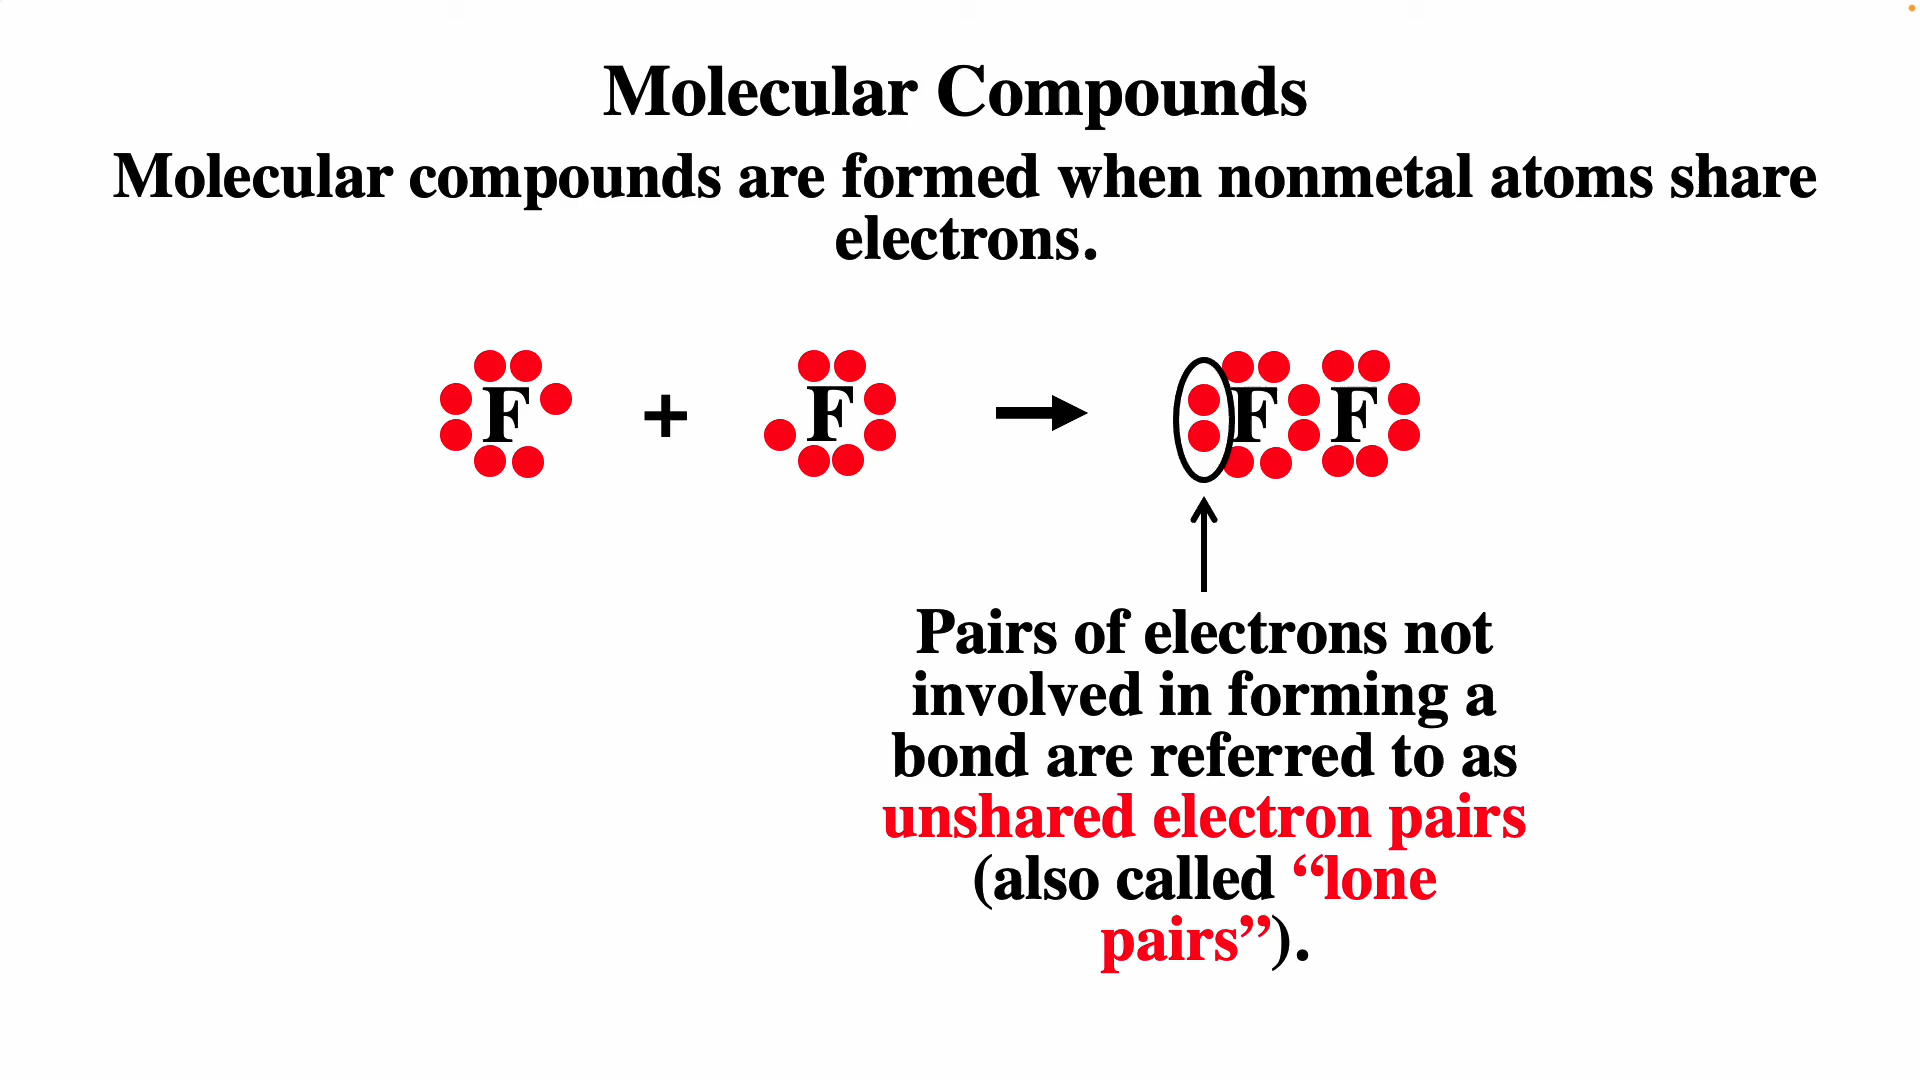 Molecular Compounds
Molecular compounds are formed when nonmetal atoms share
electrons.
F + F F F
Pairs of electrons not
involved in forming a
bond are referred to as
unshared electron pairs
(also called “lone
pairs”).